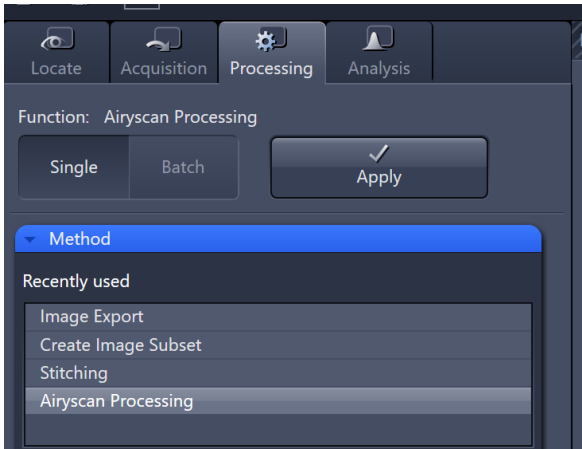 Locate Acquisition Processing Analysis
Function: Airyscan Processing
Single Batch Apply
Method
Recently used
Image Export
Create Image Subset
Stitching
Airyscan Processing